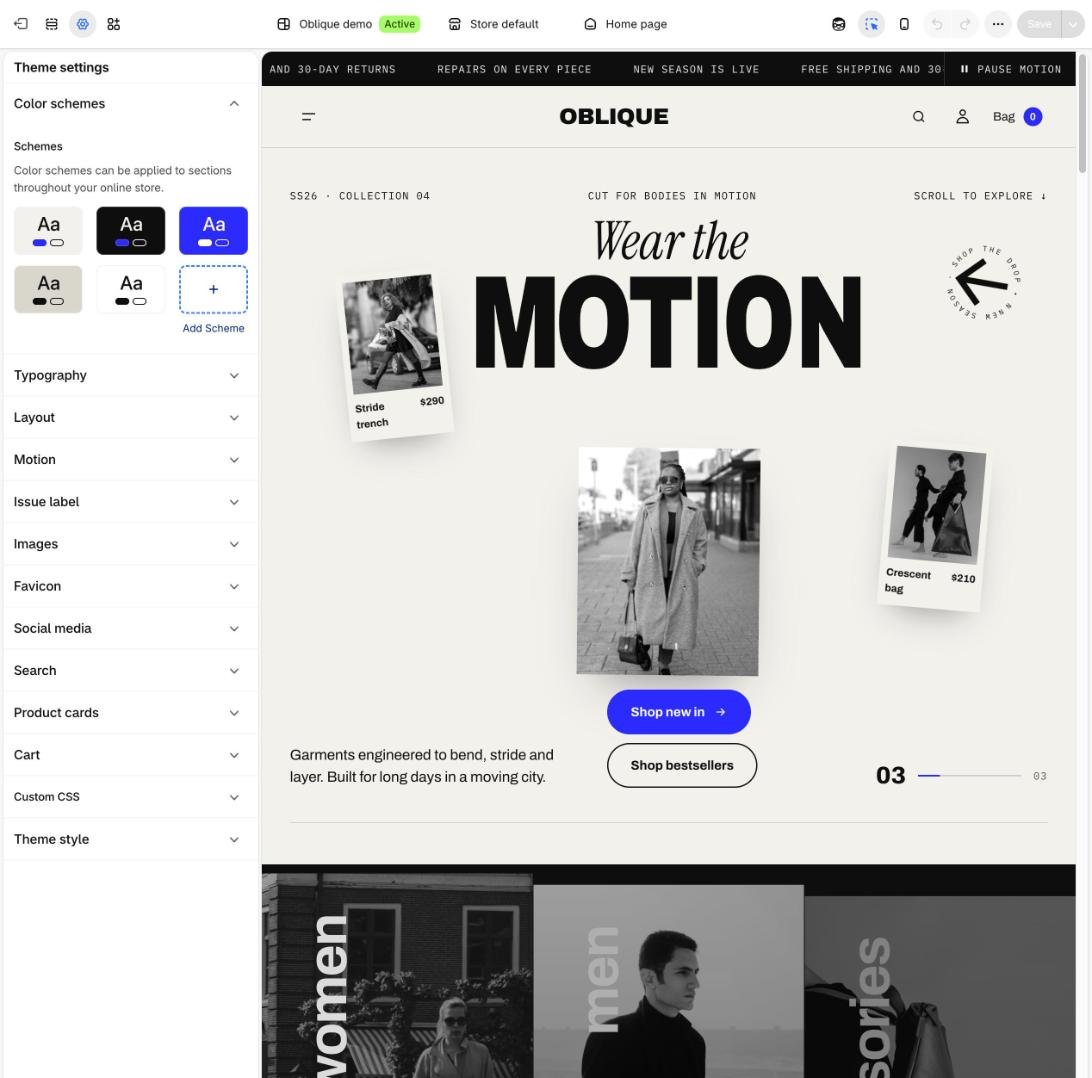 Oblique demo Active
Store default
Home page
Save
Theme settings
Color schemes
Schemes
Color schemes can be applied to sections
throughout your online store.
Aa
Aa
Aa
Aa
Aa
+
Add Scheme
Typography
Layout
Motion
Issue label
Images
Favicon
Social media
Search
Product cards
Cart
Custom CSS
Theme style
AND 30-DAY RETURNS
REPAIRS ON EVERY PIECE
NEW SEASON IS LIVE
FREE SHIPPING AND 30-
PAUSE MOTION
OBLIQUE
Bag 0
SS26 · COLLECTION 04
CUT FOR BODIES IN MOTION
SCROLL TO EXPLORE ↓
Wear the
MOTION
· SHOP THE DROP · NEW SEASON
Stride
trench
$290
Crescent
bag
$210
Shop new in →
Shop bestsellers
Garments engineered to bend, stride and
layer. Built for long days in a moving city.
03
03
women
men
sories